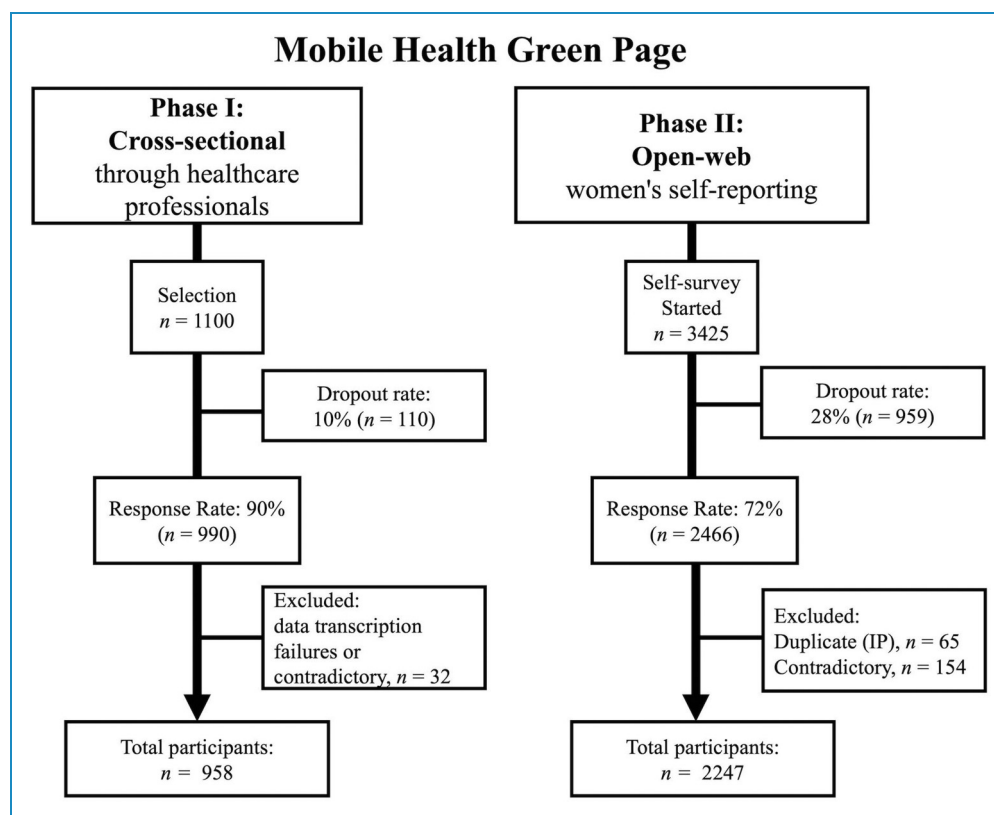 Mobile Health Green Page
Phase I:
Cross-sectional
through healthcare
professionals
Selection
n = 1100
Dropout rate:
10% (n = 110)
Response Rate: 90%
(n = 990)
Excluded:
data transcription
failures or
contradictory, n = 32
Total participants:
n = 958
Phase II:
Open-web
women's self-reporting
Self-survey
Started
n = 3425
Dropout rate:
28% (n = 959)
Response Rate: 72%
(n = 2466)
Excluded:
Duplicate (IP), n = 65
Contradictory, n = 154
Total participants:
n = 2247